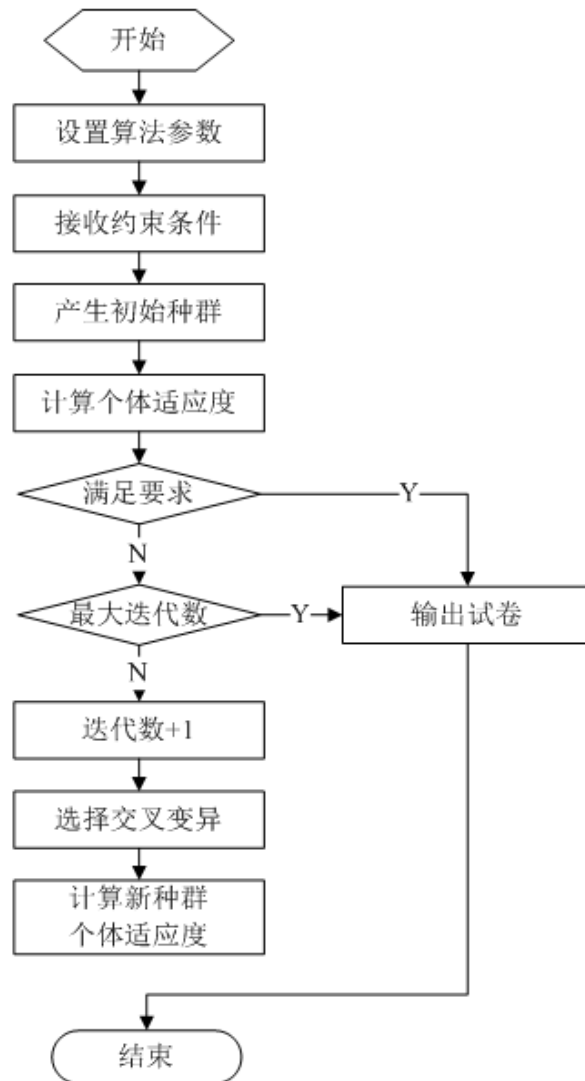 开始
设置算法参数
接收约束条件
产生初始种群
计算个体适应度
满足要求
Y
N
最大迭代数
Y
输出试卷
N
迭代数+1
选择交叉变异
计算新种群
个体适应度
结束